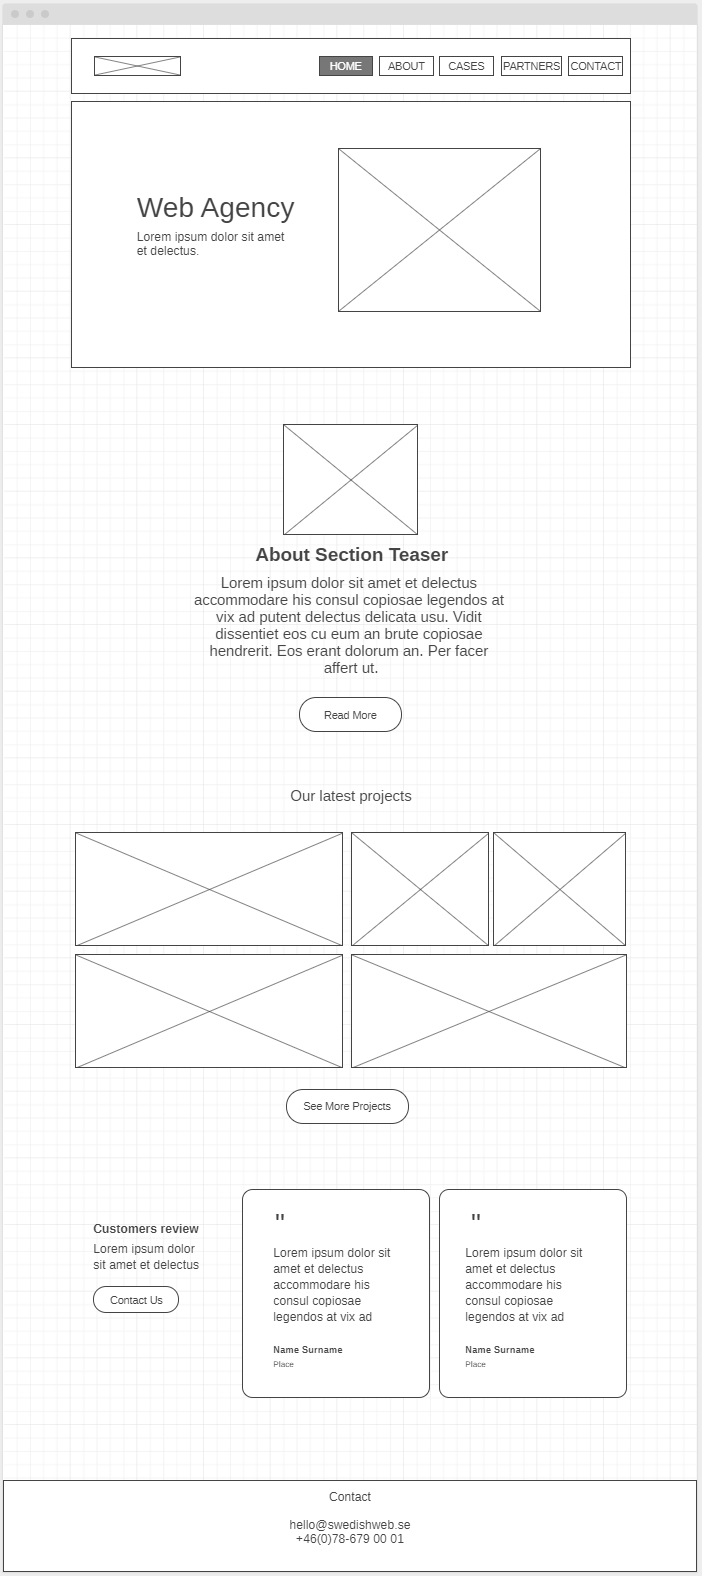 HOME ABOUT CASES PARTNERS CONTACT
Web Agency
Lorem ipsum dolor sit amet
et delectus.
About Section Teaser
Lorem ipsum dolor sit amet et delectus
accommodare his consul copiosae legendos at
vix ad putent delectus delicata usu. Vidit
dissentiet eos cu eum an brute copiosae
hendrerit. Eos erant dolorum an. Per facer
affert ut.
Read More
Our latest projects
See More Projects
Customers review
Lorem ipsum dolor
sit amet et delectus
Contact Us
"
Lorem ipsum dolor sit
amet et delectus
accommodare his
consul copiosae
legendos at vix ad
Name Surname
Place
"
Lorem ipsum dolor sit
amet et delectus
accommodare his
consul copiosae
legendos at vix ad
Name Surname
Place
Contact
hello@swedishweb.se
+46(0)78-679 00 01